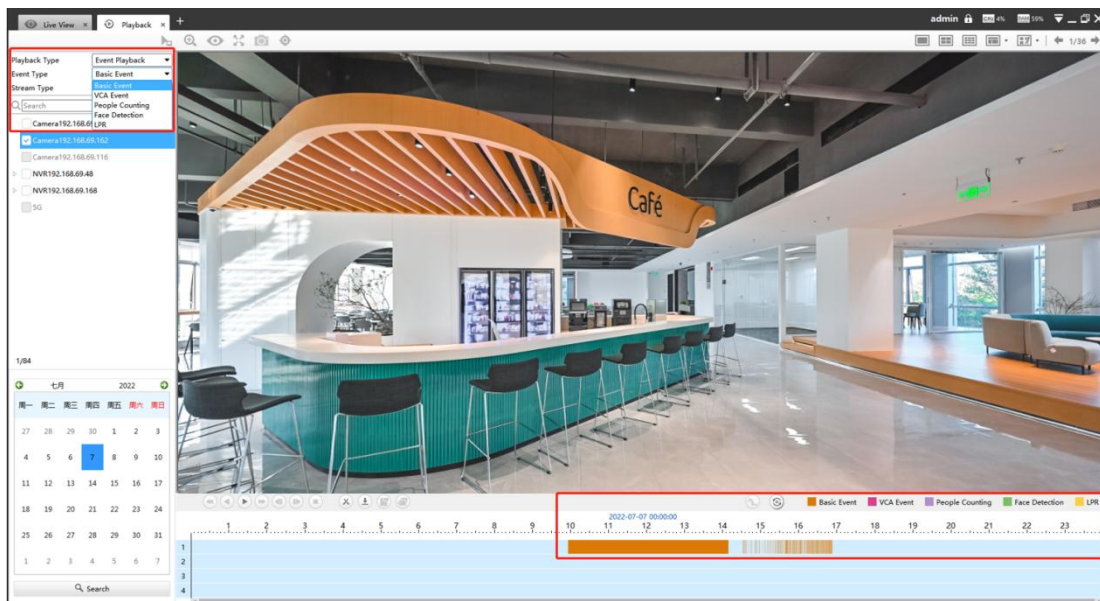 Live View × Playback × + admin CPU 4% RAM 59%
1/36
Playback Type Event Playback
Event Type Basic Event
Stream Type Basic Event
VCA Event
Search People Counting
Face Detection
Camera192.168.69 LPR
Camera192.168.69.162
Camera192.168.69.116
NVR192.168.69.48
NVR192.168.69.168
SG
Café
1/84
七月 2022
周一 周二 周三 周四 周五 周六 周日
27 28 29 30 1 2 3
4 5 6 7 8 9 10
11 12 13 14 15 16 17
18 19 20 21 22 23 24
25 26 27 28 29 30 31
1 2 3 4 5 6 7
Search
Basic Event VCA Event People Counting Face Detection LPR
2022-07-07 00:00:00
1 2 3 4 5 6 7 8 9 10 11 12 13 14 15 16 17 18 19 20 21 22 23
1
2
3
4